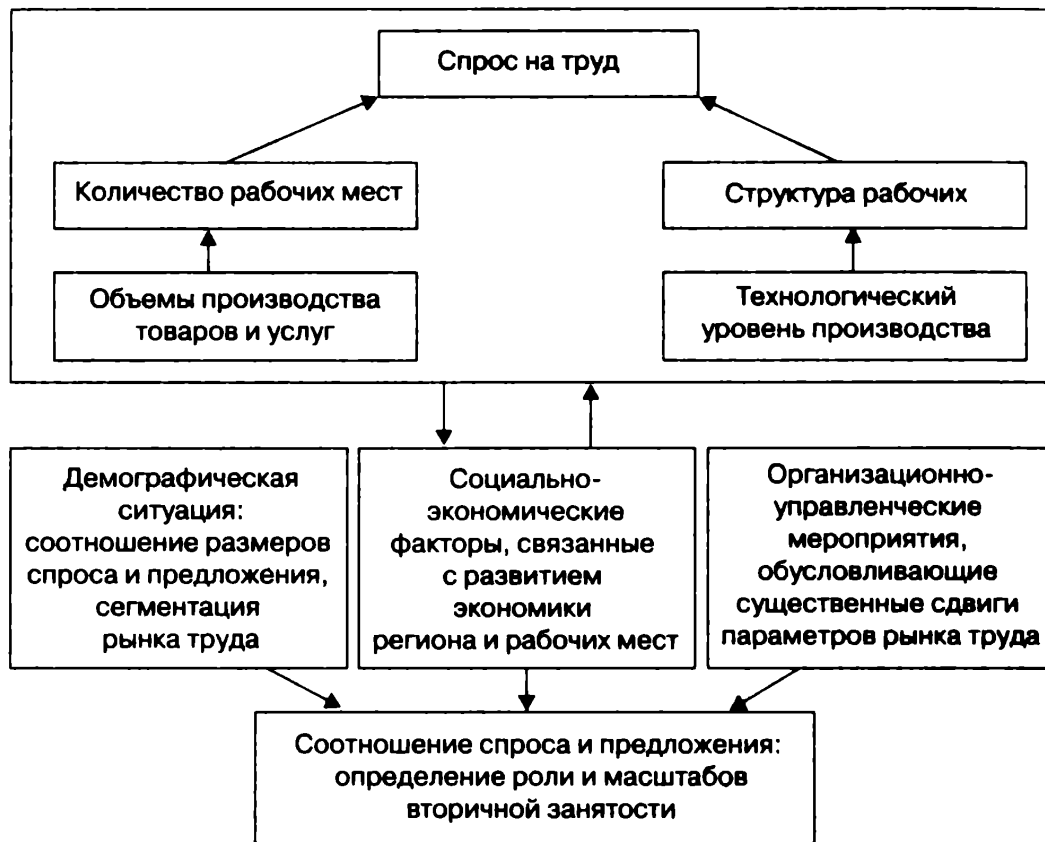 Спрос на труд
Количество рабочих мест
Структура рабочих
Объемы производства
товаров и услуг
Технологический
уровень производства
Демографическая
ситуация:
соотношение размеров
спроса и предложения,
сегментация
рынка труда
Социально-
экономические
факторы, связанные
с развитием
экономики
региона и рабочих мест
Организационно-
управленческие
мероприятия,
обусловливающие
существенные сдвиги
параметров рынка труда
Соотношение спроса и предложения:
определение роли и масштабов
вторичной занятости